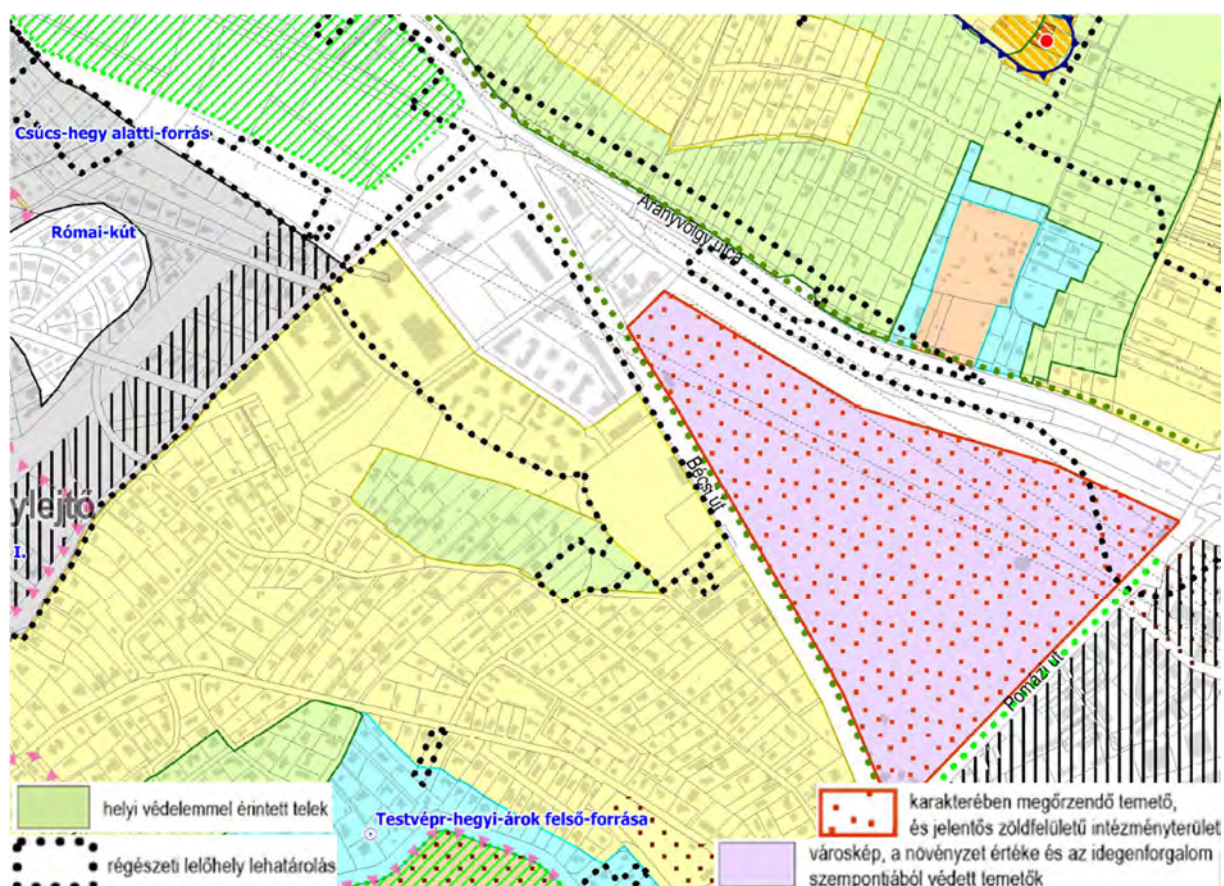 Csúcs-hegy alatti-forrás
Római-kút
Aranyvölgy utca
Bécsi út
ylejtő
I.
Pomázi út
Testvépr-hegyi-árok felső-forrása
helyi védelemmel érintett telek
régészeti lelőhely lehatárolás
karakterében megőrzendő temető,
és jelentős zöldfelületű intézményterület
városkép, a növényzet értéke és az idegenforgalom
szempontjából védett temetők